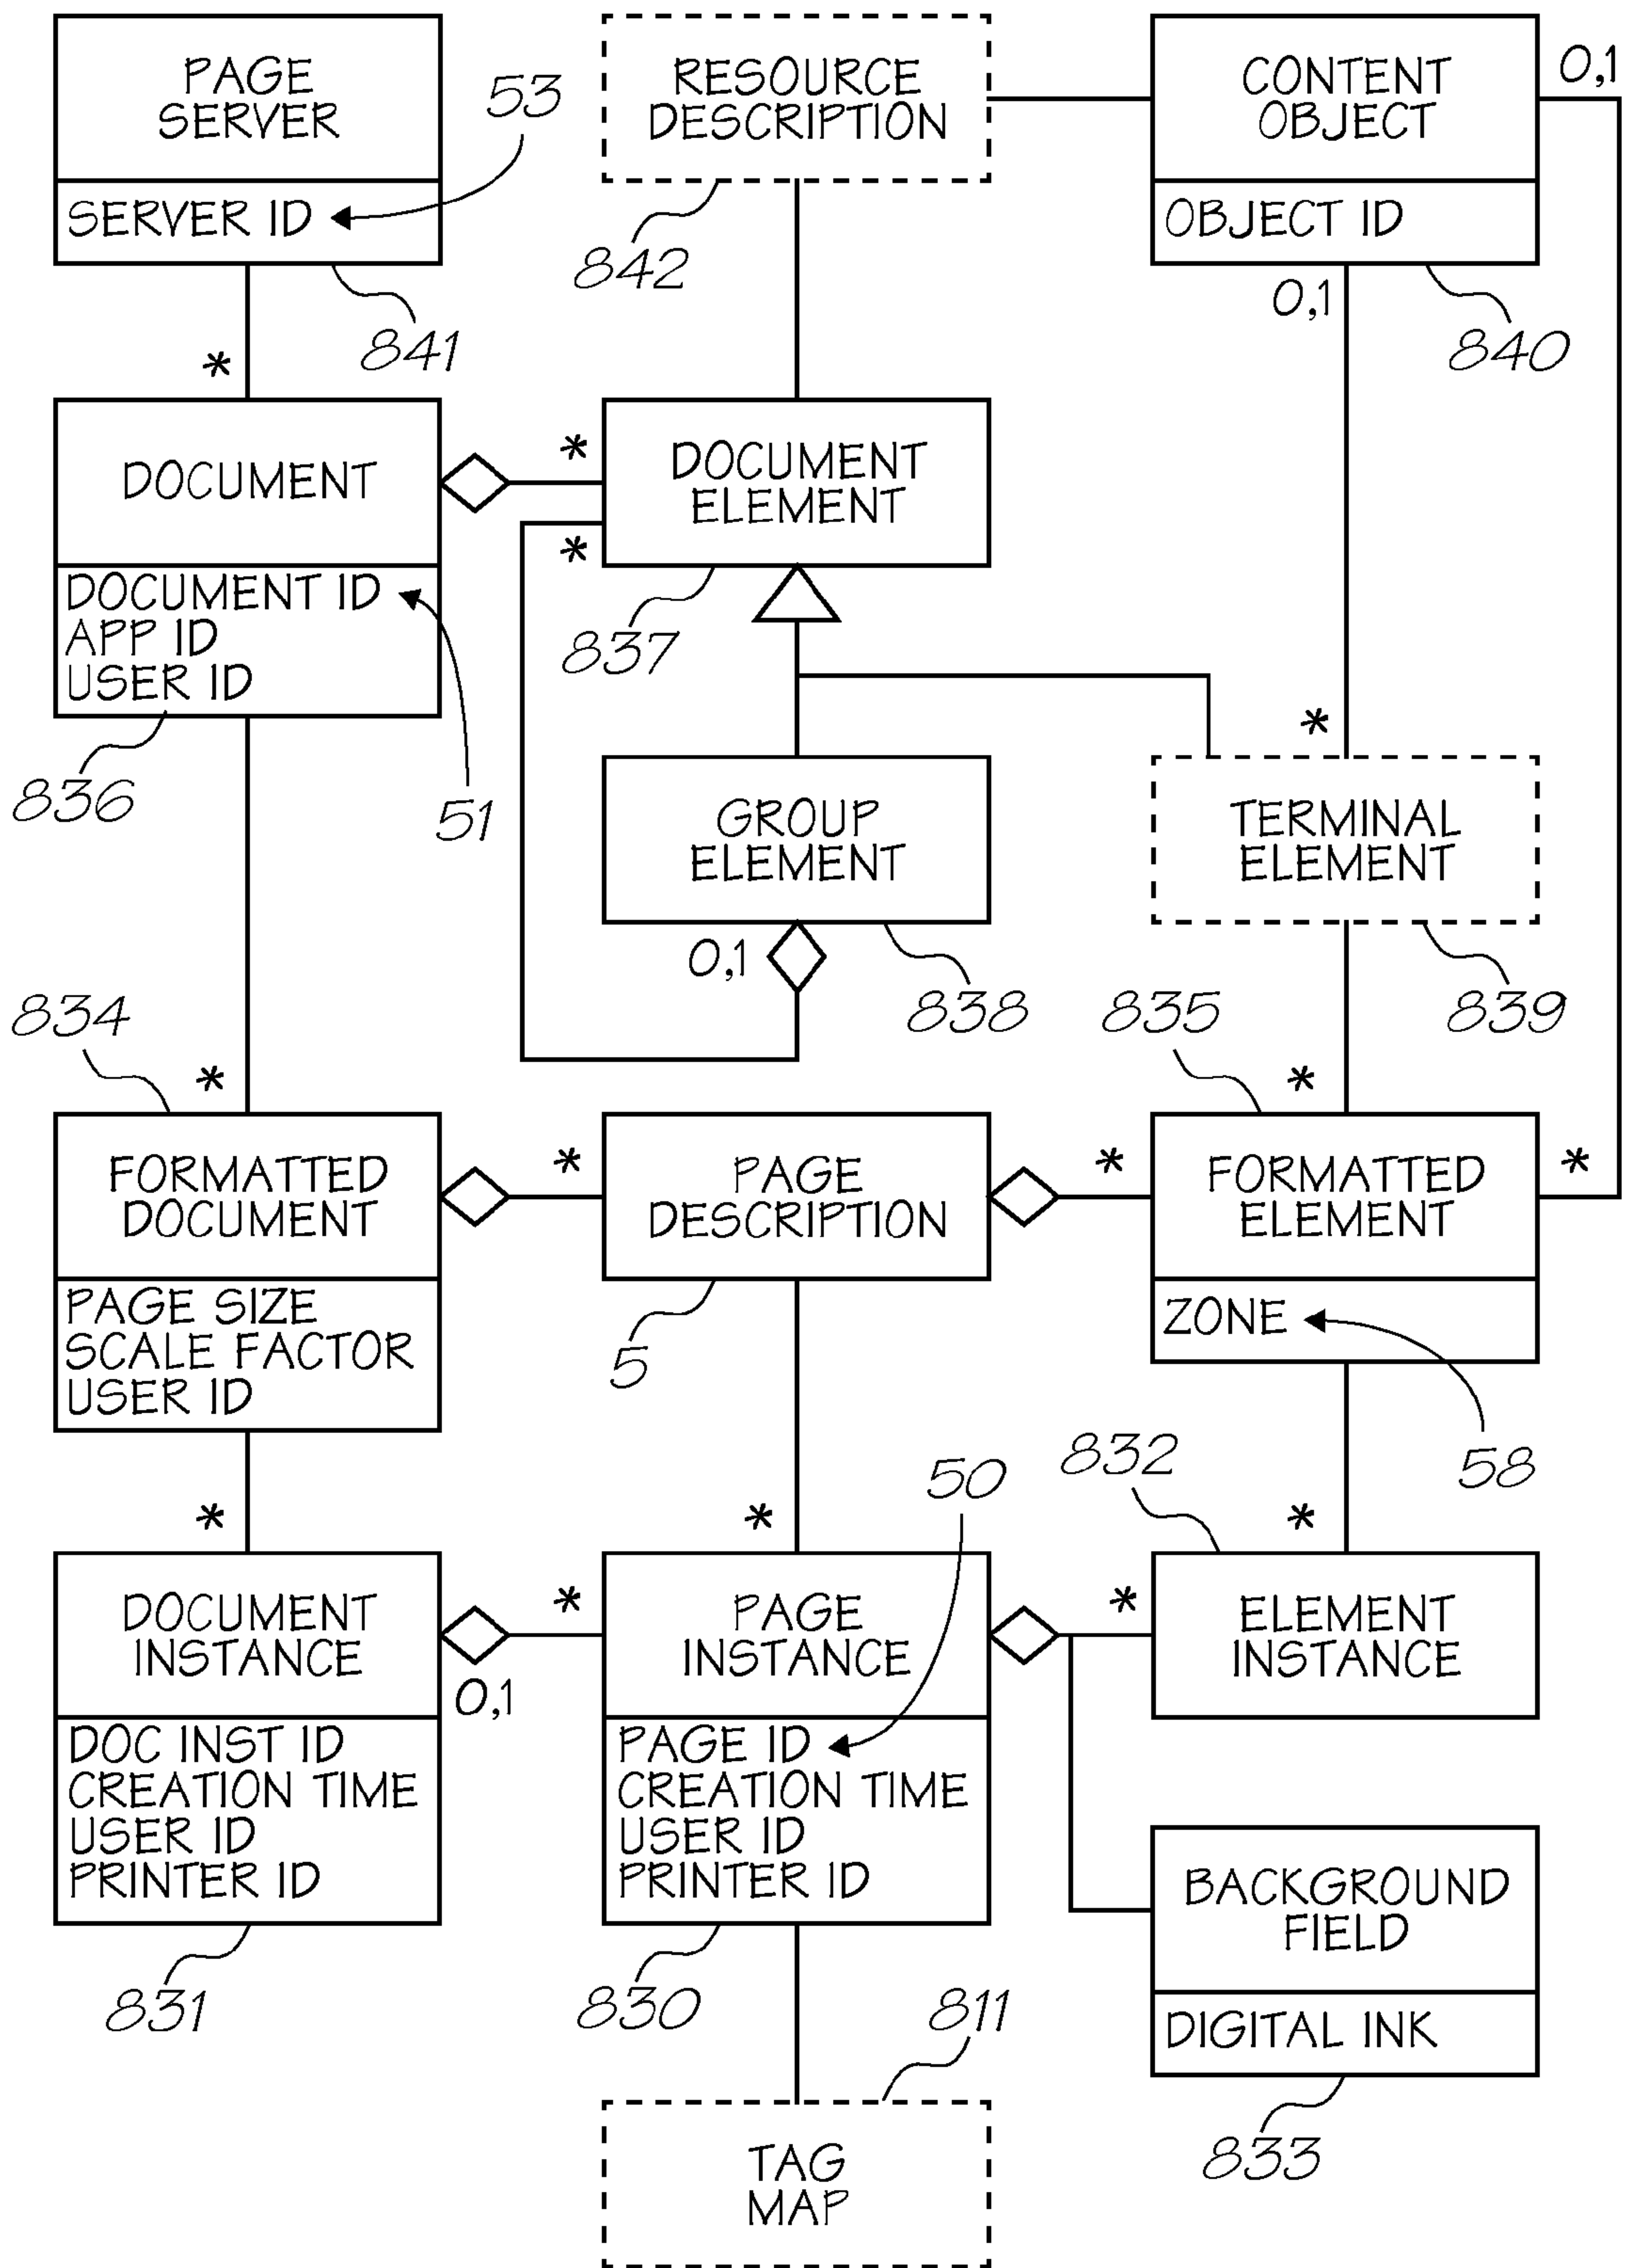 PAGE
SERVER
SERVER ID
53
841
RESOURCE
DESCRIPTION
842
CONTENT
OBJECT
OBJECT ID
0,1
0,1
840
*
DOCUMENT
DOCUMENT ID
APP ID
USER ID
836
51
*
*
DOCUMENT
ELEMENT
837
GROUP
ELEMENT
0,1
838
*
TERMINAL
ELEMENT
839
834
*
FORMATTED
DOCUMENT
PAGE SIZE
SCALE FACTOR
USER ID
*
PAGE
DESCRIPTION
5
835
*
*
FORMATTED
ELEMENT
*
ZONE
58
*
DOCUMENT
INSTANCE
0,1
DOC INST ID
CREATION TIME
USER ID
PRINTER ID
831
*
*
50
PAGE
INSTANCE
PAGE ID
CREATION TIME
USER ID
PRINTER ID
830
832
*
*
ELEMENT
INSTANCE
BACKGROUND
FIELD
DIGITAL INK
833
811
TAG
MAP